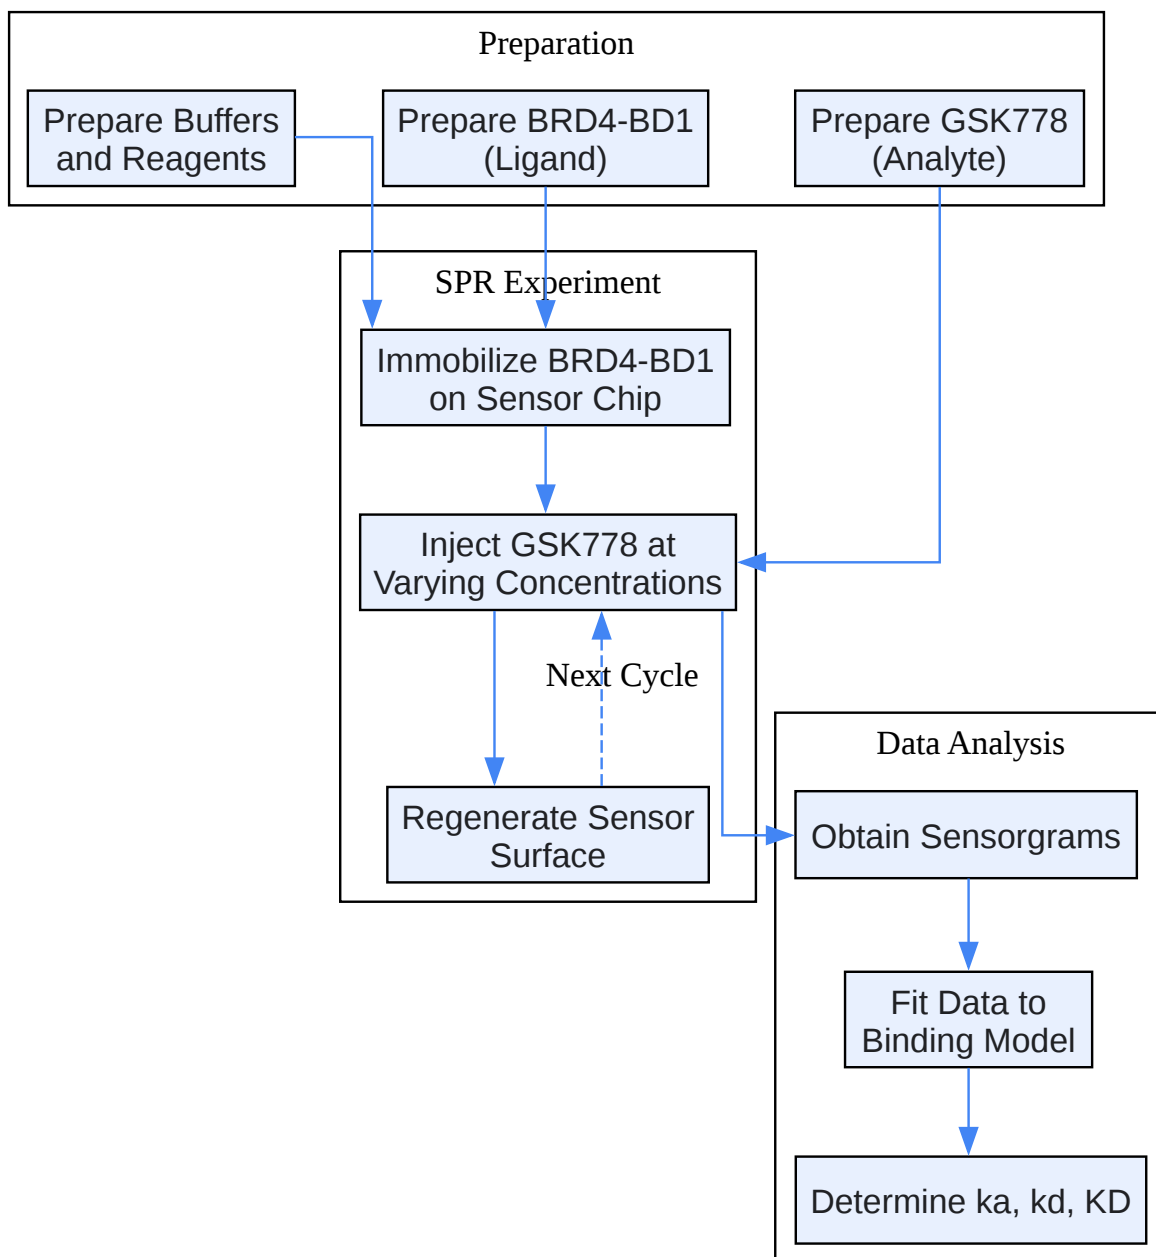 Preparation
Prepare Buffers
and Reagents
Prepare BRD4-BD1
(Ligand)
Prepare GSK778
(Analyte)
SPR Experiment
Immobilize BRD4-BD1
on Sensor Chip
Inject GSK778 at
Varying Concentrations
Next Cycle
Regenerate Sensor
Surface
Data Analysis
Obtain Sensorgrams
Fit Data to
Binding Model
Determine ka, kd, KD